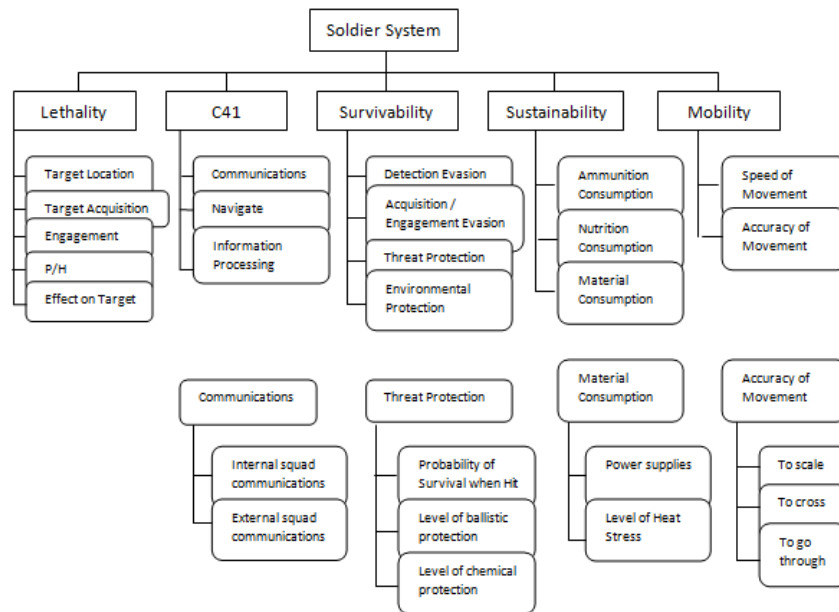 Soldier System
Lethality
C41
Survivability
Sustainability
Mobility
Target Location
Target Acquisition
Engagement
P/H
Effect on Target
Communications
Navigate
Information
Processing
Detection Evasion
Acquisition /
Engagement Evasion
Threat Protection
Environmental
Protection
Ammunition
Consumption
Nutrition
Consumption
Material
Consumption
Speed of
Movement
Accuracy of
Movement
Communications
Internal squad
communications
External squad
communications
Threat Protection
Probability of
Survival when Hit
Level of ballistic
protection
Level of chemical
protection
Material
Consumption
Power supplies
Level of Heat
Stress
Accuracy of
Movement
To scale
To cross
To go
through